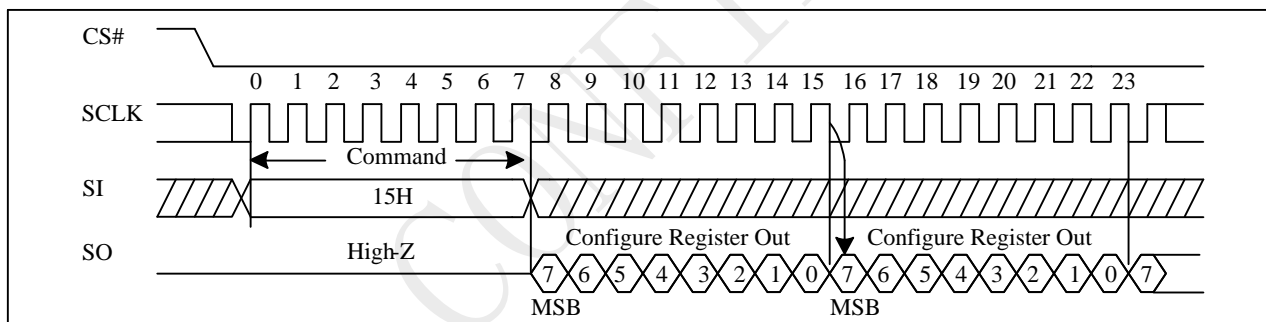 CS#
0 1 2 3 4 5 6 7 8 9 10 11 12 13 14 15 16 17 18 19 20 21 22 23
SCLK
Command
SI
15H
SO
High-Z
Configure Register Out
Configure Register Out
7 6 5 4 3 2 1 0 7 6 5 4 3 2 1 0 7
MSB
MSB